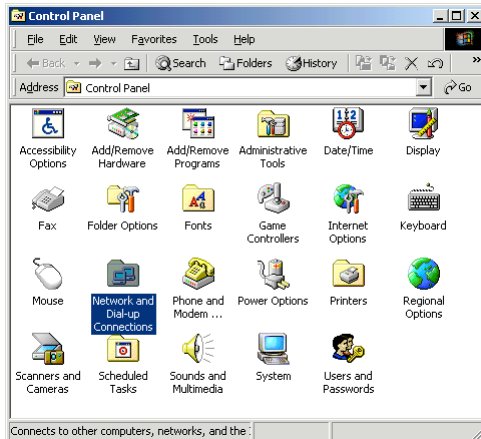 Control Panel
File Edit View Favorites Tools Help
Back Search Folders History »
Address Control Panel Go
Accessibility Options
Add/Remove Hardware
Add/Remove Programs
Administrative Tools
Date/Time
Display
Fax
Folder Options
Fonts
Game Controllers
Internet Options
Keyboard
Mouse
Network and Dial-up Connections
Phone and Modem ...
Power Options
Printers
Regional Options
Scanners and Cameras
Scheduled Tasks
Sounds and Multimedia
System
Users and Passwords
Connects to other computers, networks, and the